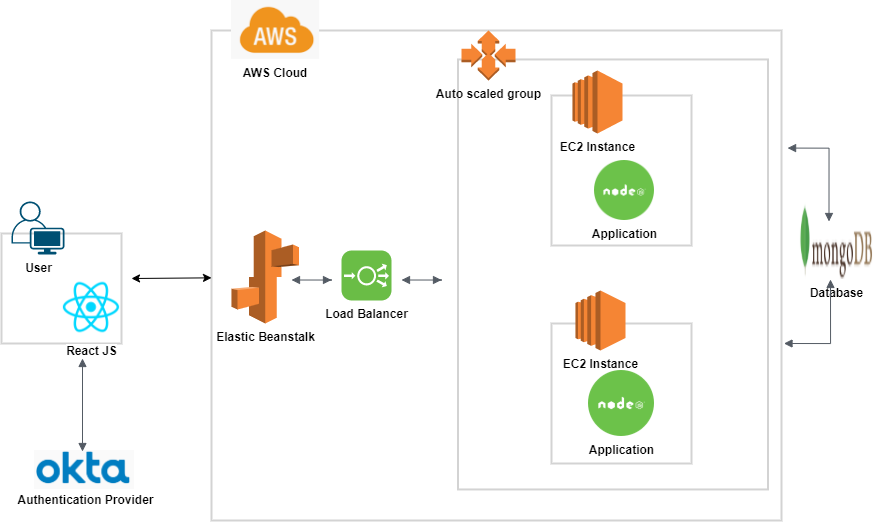 AWS
AWS Cloud
Auto scaled group
EC2 Instance
node
Application
User
React JS
Elastic Beanstalk
Load Balancer
mongoDB
Database
EC2 Instance
node
Application
okta
Authentication Provider